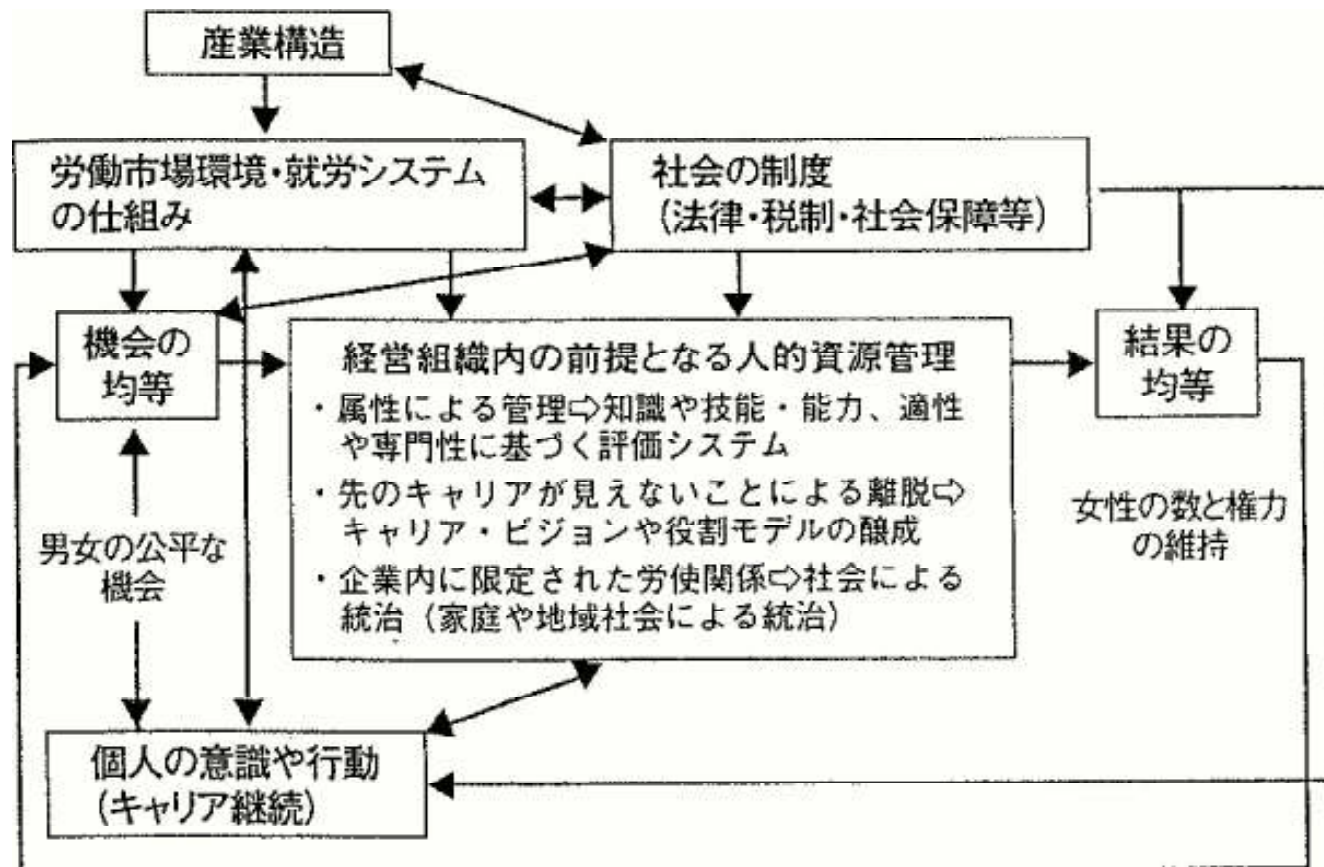 産業構造
労働市場環境・就労システム
の仕組み
社会の制度
(法律・税制・社会保障等)
機会の
均等
経営組織内の前提となる人的資源管理
・属性による管理⇨知識や技能・能力、適性
や専門性に基づく評価システム
・先のキャリアが見えないことによる離脱⇨
キャリア・ビジョンや役割モデルの醸成
・企業内に限定された労使関係⇨社会による
統治(家庭や地域社会による統治)
結果の
均等
男女の公平な
機会
女性の数と権力
の維持
個人の意識や行動
(キャリア継続)